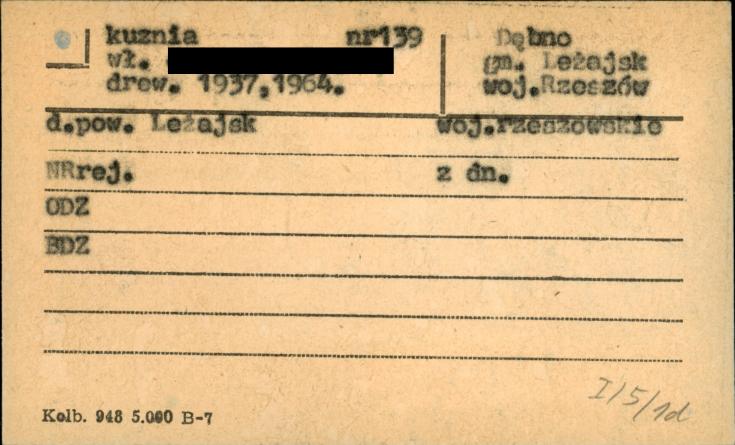 kuznia nr139 Dębno
wł. gm. Leżajsk
drew. 1937,1964. woj.Rzeszów
d.pow. Leżajsk woj.rzeszowskie
NRrej. z dn.
ODZ
BDZ
I/5/1d
Kolb. 948 5.000 B-7